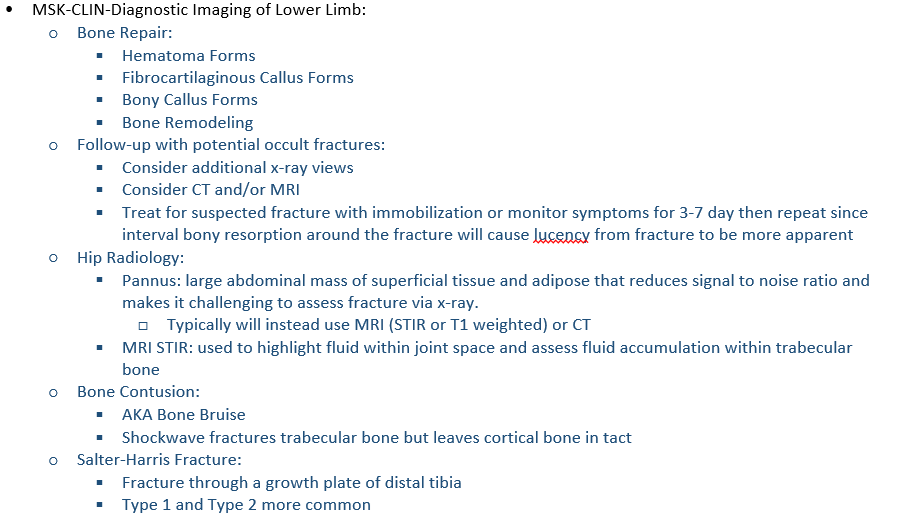 • MSK-CLIN-Diagnostic Imaging of Lower Limb:
o Bone Repair:
▪ Hematoma Forms
▪ Fibrocartilaginous Callus Forms
▪ Bony Callus Forms
▪ Bone Remodeling
o Follow-up with potential occult fractures:
▪ Consider additional x-ray views
▪ Consider CT and/or MRI
▪ Treat for suspected fracture with immobilization or monitor symptoms for 3-7 day then repeat since
interval bony resorption around the fracture will cause lucency from fracture to be more apparent
o Hip Radiology:
▪ Pannus: large abdominal mass of superficial tissue and adipose that reduces signal to noise ratio and
makes it challenging to assess fracture via x-ray.
□ Typically will instead use MRI (STIR or T1 weighted) or CT
▪ MRI STIR: used to highlight fluid within joint space and assess fluid accumulation within trabecular
bone
o Bone Contusion:
▪ AKA Bone Bruise
▪ Shockwave fractures trabecular bone but leaves cortical bone in tact
o Salter-Harris Fracture:
▪ Fracture through a growth plate of distal tibia
▪ Type 1 and Type 2 more common